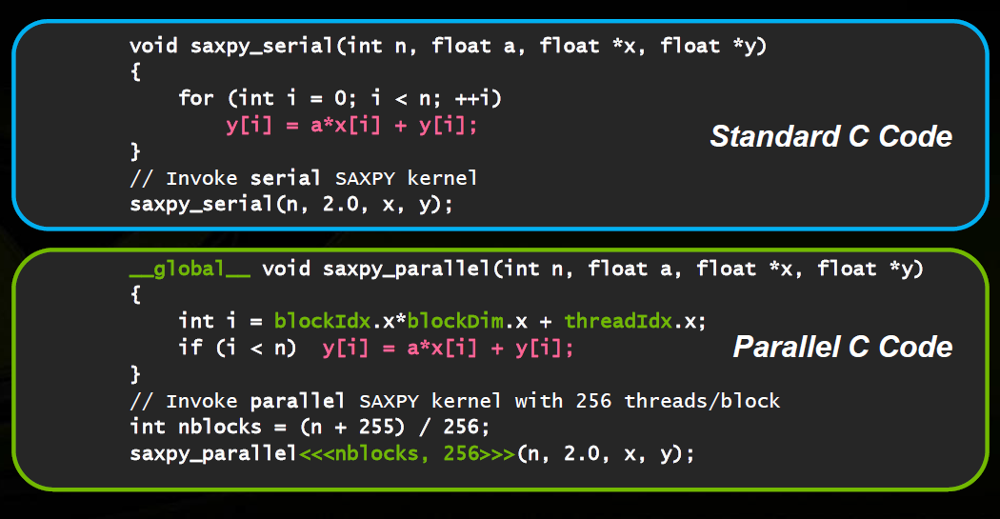 void saxpy_serial(int n, float a, float *x, float *y)
{
    for (int i = 0; i < n; ++i)
        y[i] = a*x[i] + y[i];
}
Standard C Code
// Invoke serial SAXPY kernel
saxpy_serial(n, 2.0, x, y);
__global__ void saxpy_parallel(int n, float a, float *x, float *y)
{
    int i = blockIdx.x*blockDim.x + threadIdx.x;
    if (i < n)  y[i] = a*x[i] + y[i];
Parallel C Code
}
// Invoke parallel SAXPY kernel with 256 threads/block
int nblocks = (n + 255) / 256;
saxpy_parallel<<<nblocks, 256>>>(n, 2.0, x, y);